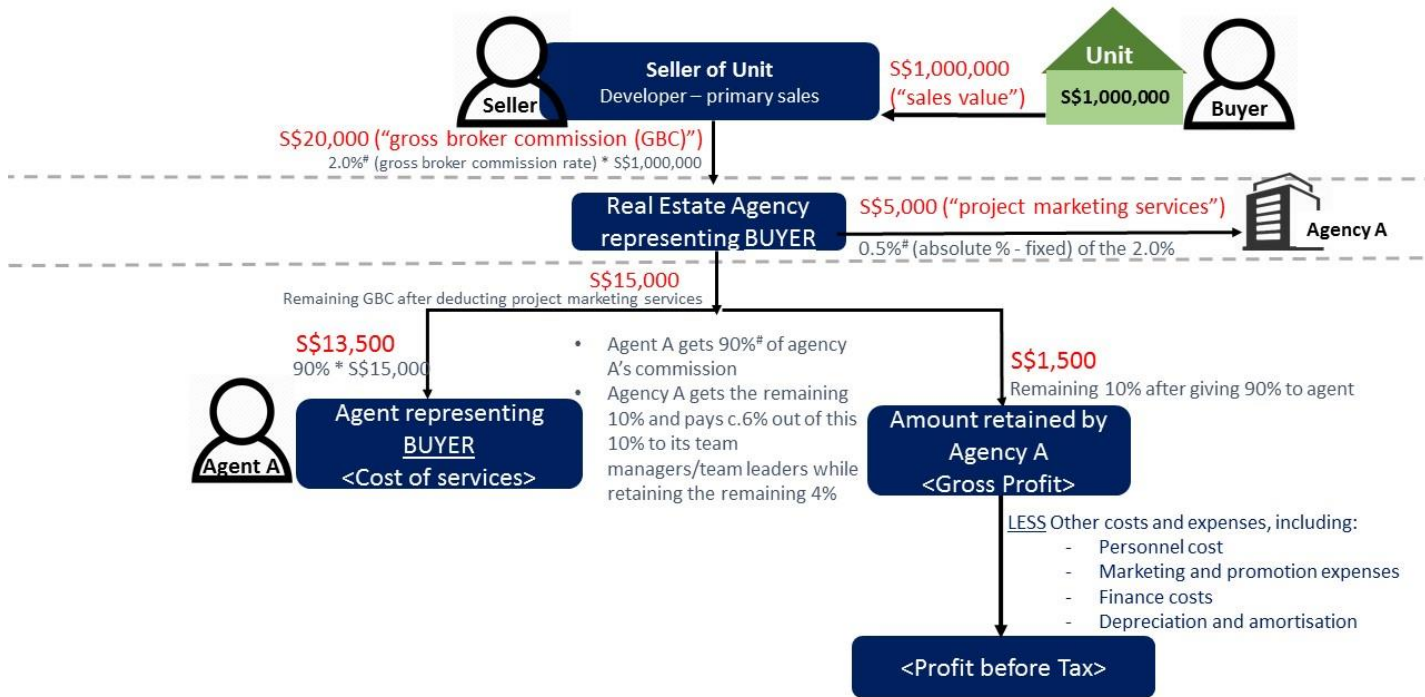 Seller
Seller of Unit
Developer – primary sales
S$1,000,000
("sales value")
Unit
S$1,000,000
Buyer
S$20,000 ("gross broker commission (GBC)")
2.0%# (gross broker commission rate) * S$1,000,000
Real Estate Agency
representing BUYER
S$5,000 ("project marketing services")
0.5%# (absolute % - fixed) of the 2.0%
Agency A
S$15,000
Remaining GBC after deducting project marketing services
S$13,500
90% * S$15,000
Agent A
Agent representing
BUYER
<Cost of services>
• Agent A gets 90%# of agency
A's commission
• Agency A gets the remaining
10% and pays c.6% out of this
10% to its team
managers/team leaders while
retaining the remaining 4%
S$1,500
Remaining 10% after giving 90% to agent
Amount retained by
Agency A
<Gross Profit>
LESS Other costs and expenses, including:
- Personnel cost
- Marketing and promotion expenses
- Finance costs
- Depreciation and amortisation
<Profit before Tax>